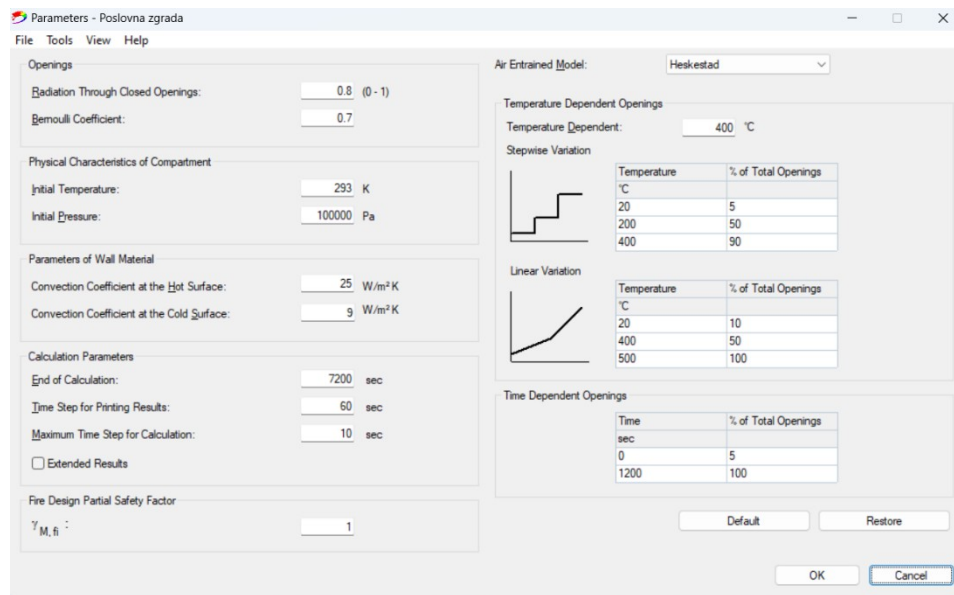 Parameters - Poslovna zgrada
File Tools View Help
Openings
Radiation Through Closed Openings: 0.8 (0 - 1)
Bernoulli Coefficient: 0.7
Physical Characteristics of Compartment
Initial Temperature: 293 K
Initial Pressure: 100000 Pa
Parameters of Wall Material
Convection Coefficient at the Hot Surface: 25 W/m² K
Convection Coefficient at the Cold Surface: 9 W/m² K
Calculation Parameters
End of Calculation: 7200 sec
Time Step for Printing Results: 60 sec
Maximum Time Step for Calculation: 10 sec
Extended Results
Fire Design Partial Safety Factor
γ M, fi : 1
Air Entrained Model: Heskestad
Temperature Dependent Openings
Temperature Dependent: 400 °C
Stepwise Variation
Temperature % of Total Openings
°C
20 5
200 50
400 90
Linear Variation
Temperature % of Total Openings
°C
20 10
400 50
500 100
Time Dependent Openings
Time % of Total Openings
sec
0 5
1200 100
Default Restore
OK Cancel